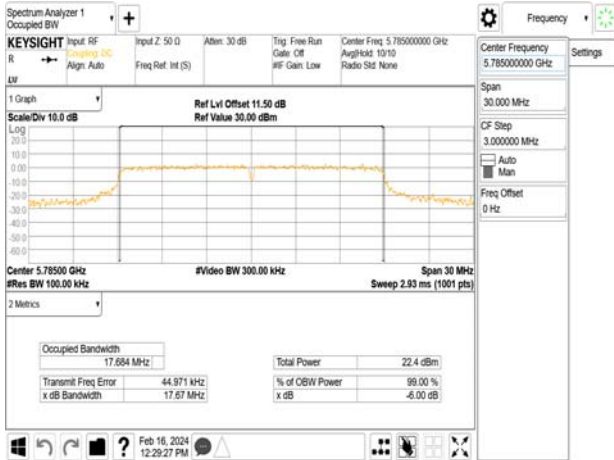 Spectrum Analyzer 1
Occupied BW
+
Frequency
Settings
KEYSIGHT
R
LXI
Input: RF
Coupling: DC
Align: Auto
Input Z: 50 Ω
Freq Ref: Int (S)
Atten: 30 dB
Trig: Free Run
Gate: Off
#IF Gain: Low
Center Freq: 5.785000000 GHz
Avg|Hold: 10/10
Radio Std: None
Center Frequency
5.785000000 GHz
Span
30.000 MHz
CF Step
3.000000 MHz
Auto
Man
Freq Offset
0 Hz
1 Graph
Scale/Div 10.0 dB
Ref Lvl Offset 11.50 dB
Ref Value 30.00 dBm
Log
20.0
10.0
0.00
-10.0
-20.0
-30.0
-40.0
-50.0
-60.0
Center 5.78500 GHz
#Res BW 100.00 kHz
#Video BW 300.00 kHz
Span 30 MHz
Sweep 2.93 ms (1001 pts)
2 Metrics
Occupied Bandwidth
17.684 MHz
Transmit Freq Error 44.971 kHz
x dB Bandwidth 17.67 MHz
Total Power 22.4 dBm
% of OBW Power 99.00 %
x dB -6.00 dB
?
Feb 16, 2024
12:29:27 PM